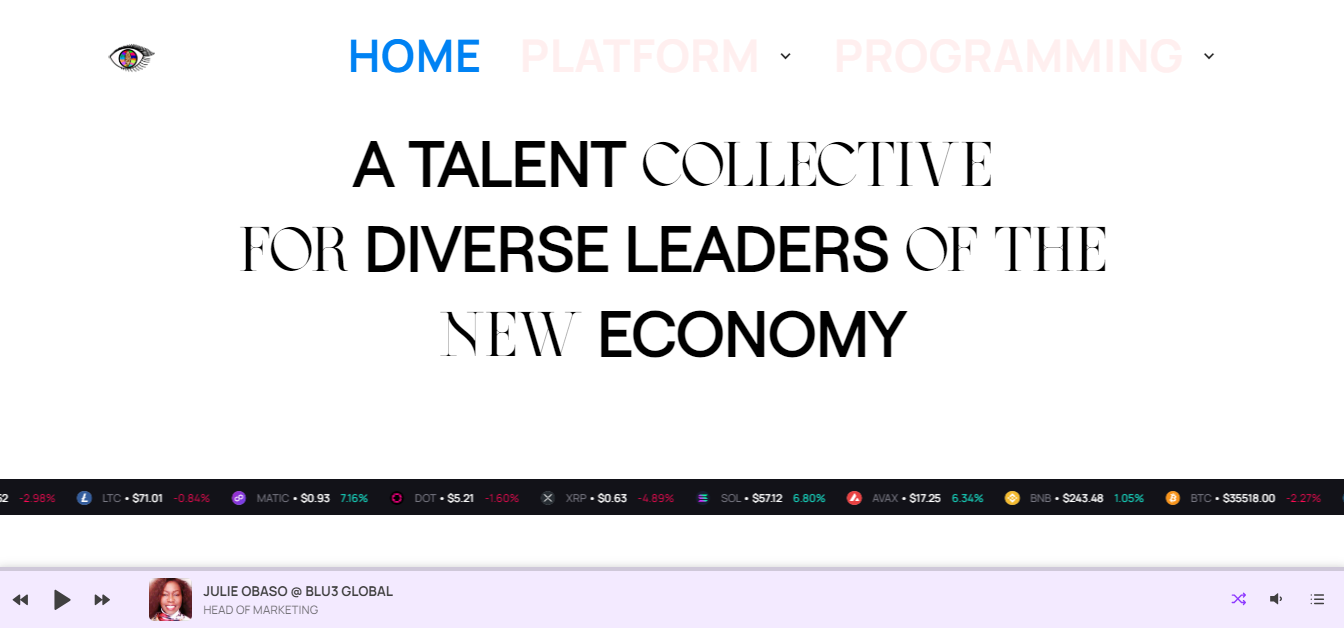 HOME PLATFORM PROGRAMMING
A TALENT COLLECTIVE
FOR DIVERSE LEADERS OF THE
NEW ECONOMY
-2.98% LTC • $71.01 -0.84% MATIC • $0.93 7.16% DOT • $5.21 -1.60% XRP • $0.63 -4.89% SOL • $57.12 6.80% AVAX • $17.25 6.34% BNB • $243.48 1.05% BTC • $35518.00 -2.27%
JULIE OBASO @ BLU3 GLOBAL
HEAD OF MARKETING